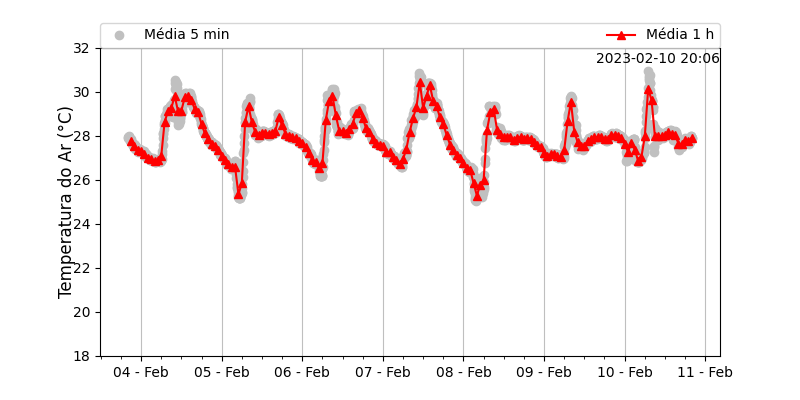 Média 5 min
Média 1 h
2023-02-10 20:06
Temperatura do Ar (°C)
32
30
28
26
24
22
20
18
04 - Feb
05 - Feb
06 - Feb
07 - Feb
08 - Feb
09 - Feb
10 - Feb
11 - Feb